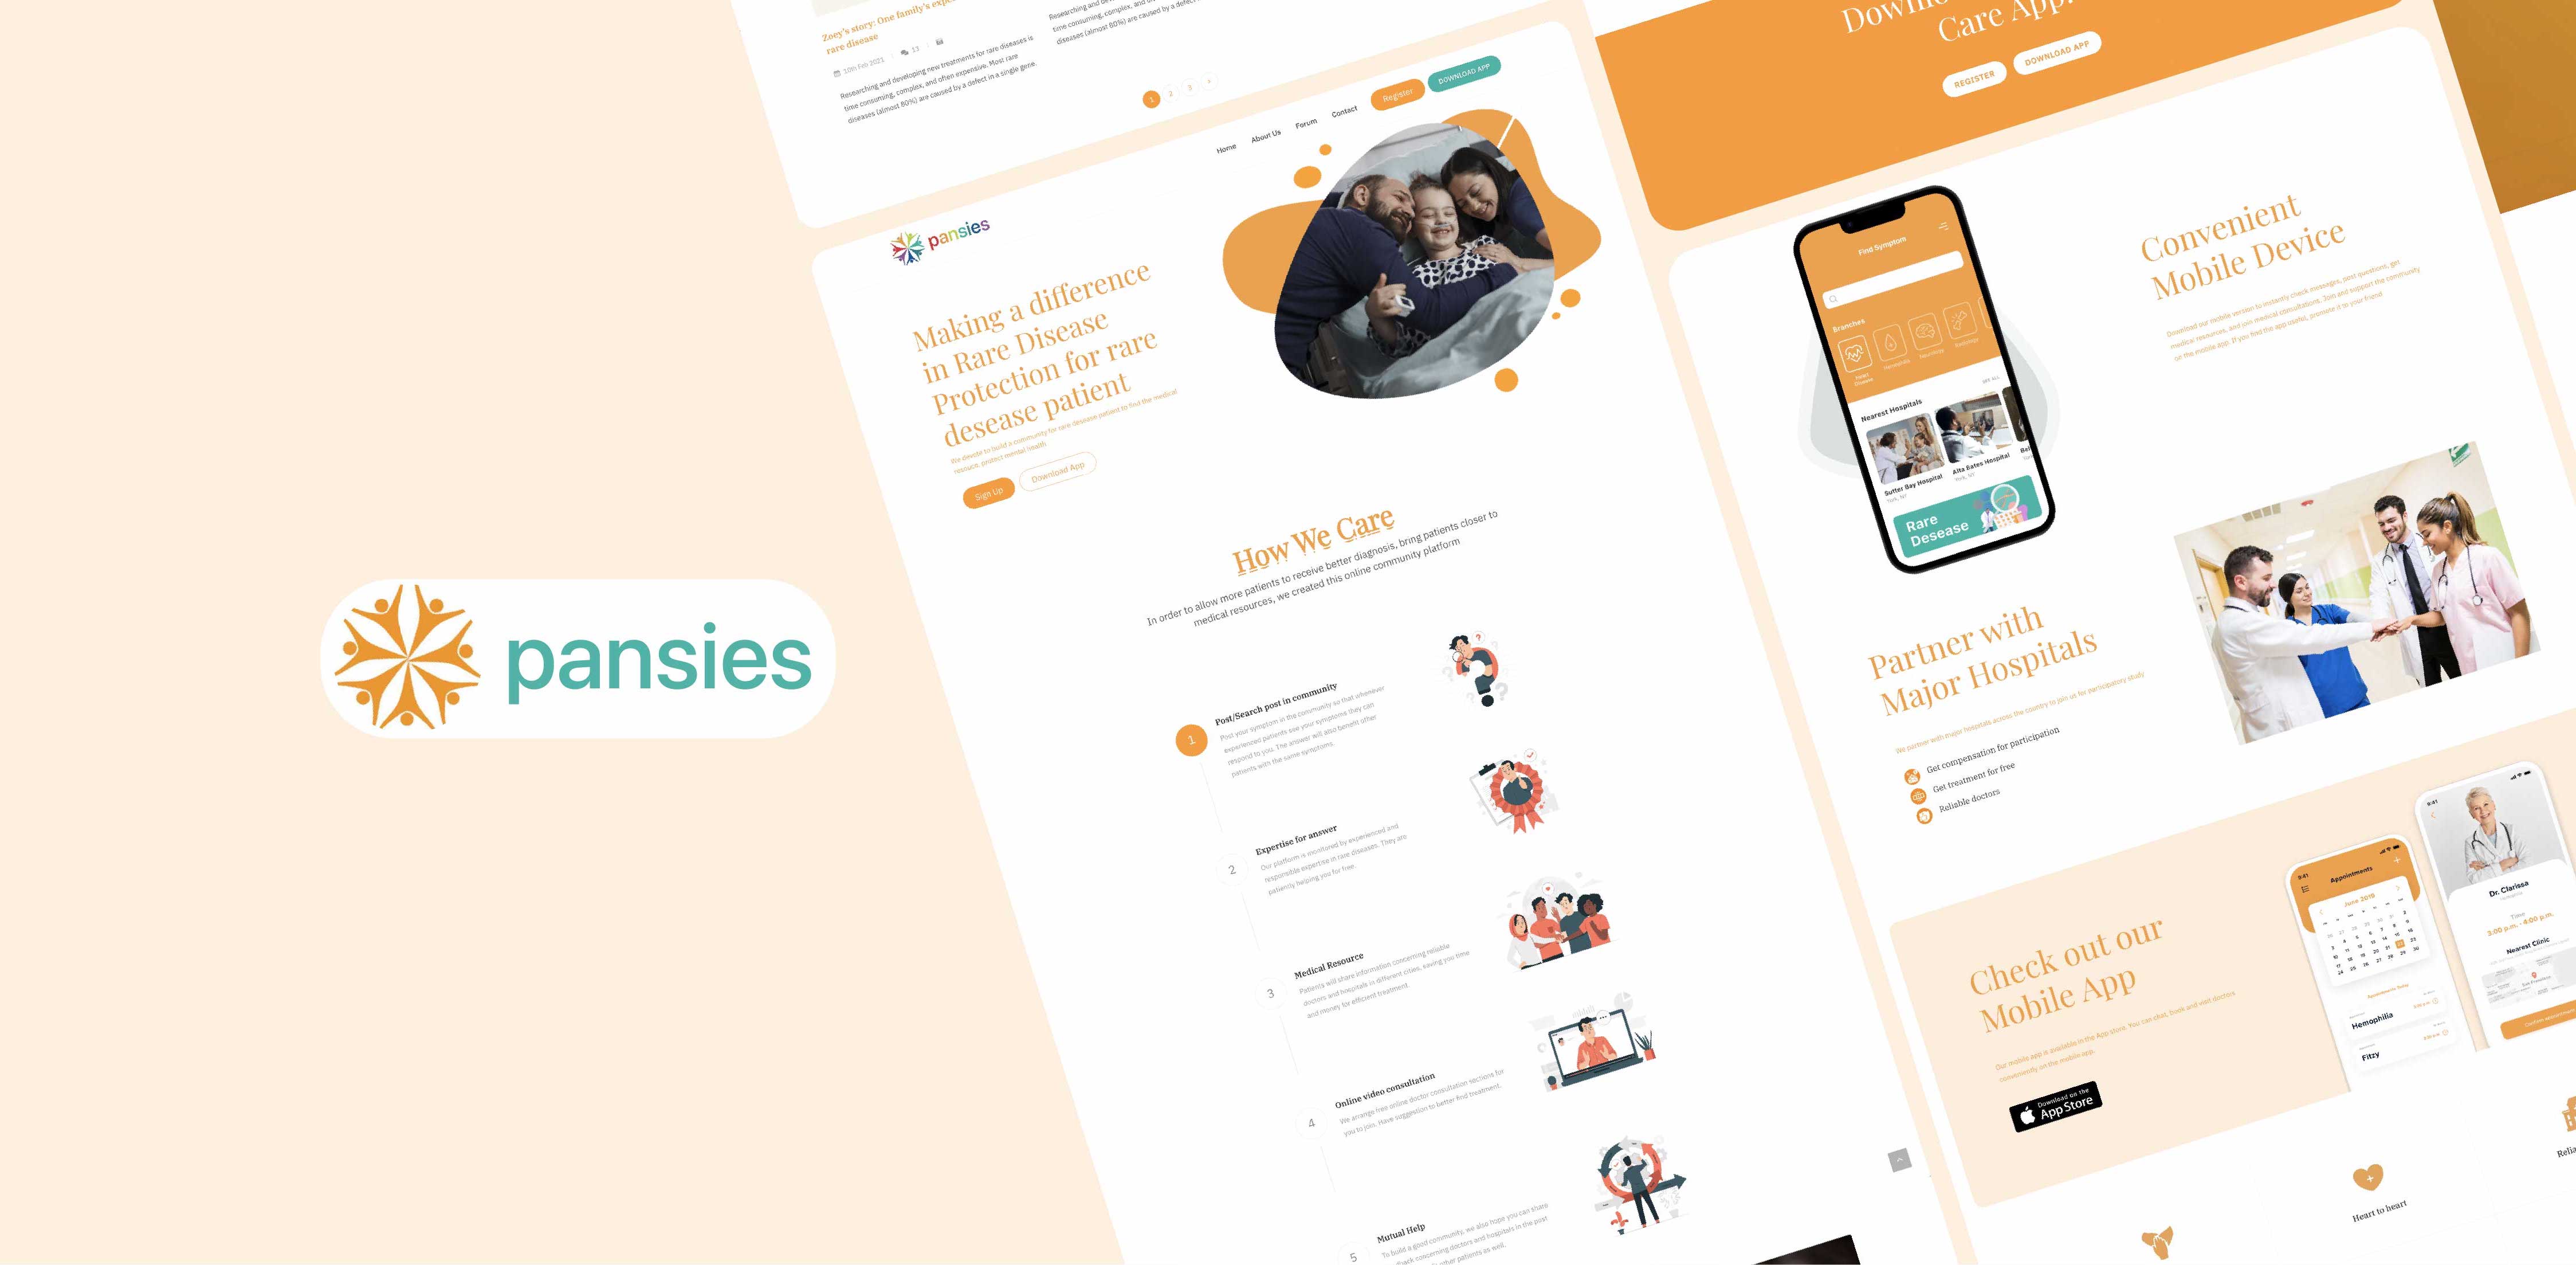 pansies
Zoey's story: One family's
rare disease
10th Feb 2021
13
Researching and developing new treatments for rare diseases is
time consuming, complex, and often expensive. Most rare
diseases (almost 80%) are caused by a defect in a single gene.
Researching and
time consuming, complex, and
diseases (almost 80%) are caused by a
1
2
3
Home
About Us
Forum
Contact
Register
DOWNLOAD APP
pansies
Making a difference
in Rare Disease
Protection for rare
desease patient
We devote to build a community for rare desease patient to find the medical
resouce, protect mental health
Sign Up
Download App
How We Care
In order to allow more patients to receive better diagnosis, bring patients closer to
medical resources, we created this online community platform
1
Post/Search post in community
Post your symptom in the community so that whenever
experienced patients see your symptoms they can
respond to you. The answer will also benefit other
patients with the same symptoms.
2
Expertise for answer
Our platform is monitored by experienced and
responsible expertise in rare diseases. They are
patiently helping you for free.
3
Medical Resource
Patients will share information concerning reliable
doctors and hospitals in different cities, saving you time
and money for efficient treatment.
4
Online video consultation
We arrange free online doctor consultation sections for
you to join. Have suggestion to better find treatment.
5
Mutual Help
To build a good community, we also hope you can share
concerning doctors and hospitals in the post
other patients as well.
Care App
REGISTER
DOWNLOAD APP
Find Symptom
Branches
Heart
Disease
Hemophilia
Neurology
SEE ALL
Nearest Hospitals
Sutter Bay Hospital
York, NY
Alta Bates Hospital
York, NY
Rare
Desease
Convenient
Mobile Device
Download our mobile version to instantly check messages, post questions, get
medical resources, and join medical consultations. Join and support the community
on the mobile app. If you feel the app useful, promote it to your friend
Partner with
Major Hospitals
We partner with major hospitals across the country to join us for participatory study
Get compensation for participation
Get treatment for free
Reliable doctors
Check out our
Mobile App
Our mobile app is available in the App store. You can chat, book and visit doctors
conveniently on the mobile app.
Download on the
App Store
9:41
Appointments
June 2019
Appointments Today
Hemophilia
Fitzy
9:41
Dr. Clarissa
Time
3:00 p.m. - 4:00 p.m.
Nearest Clinic
Heart to heart